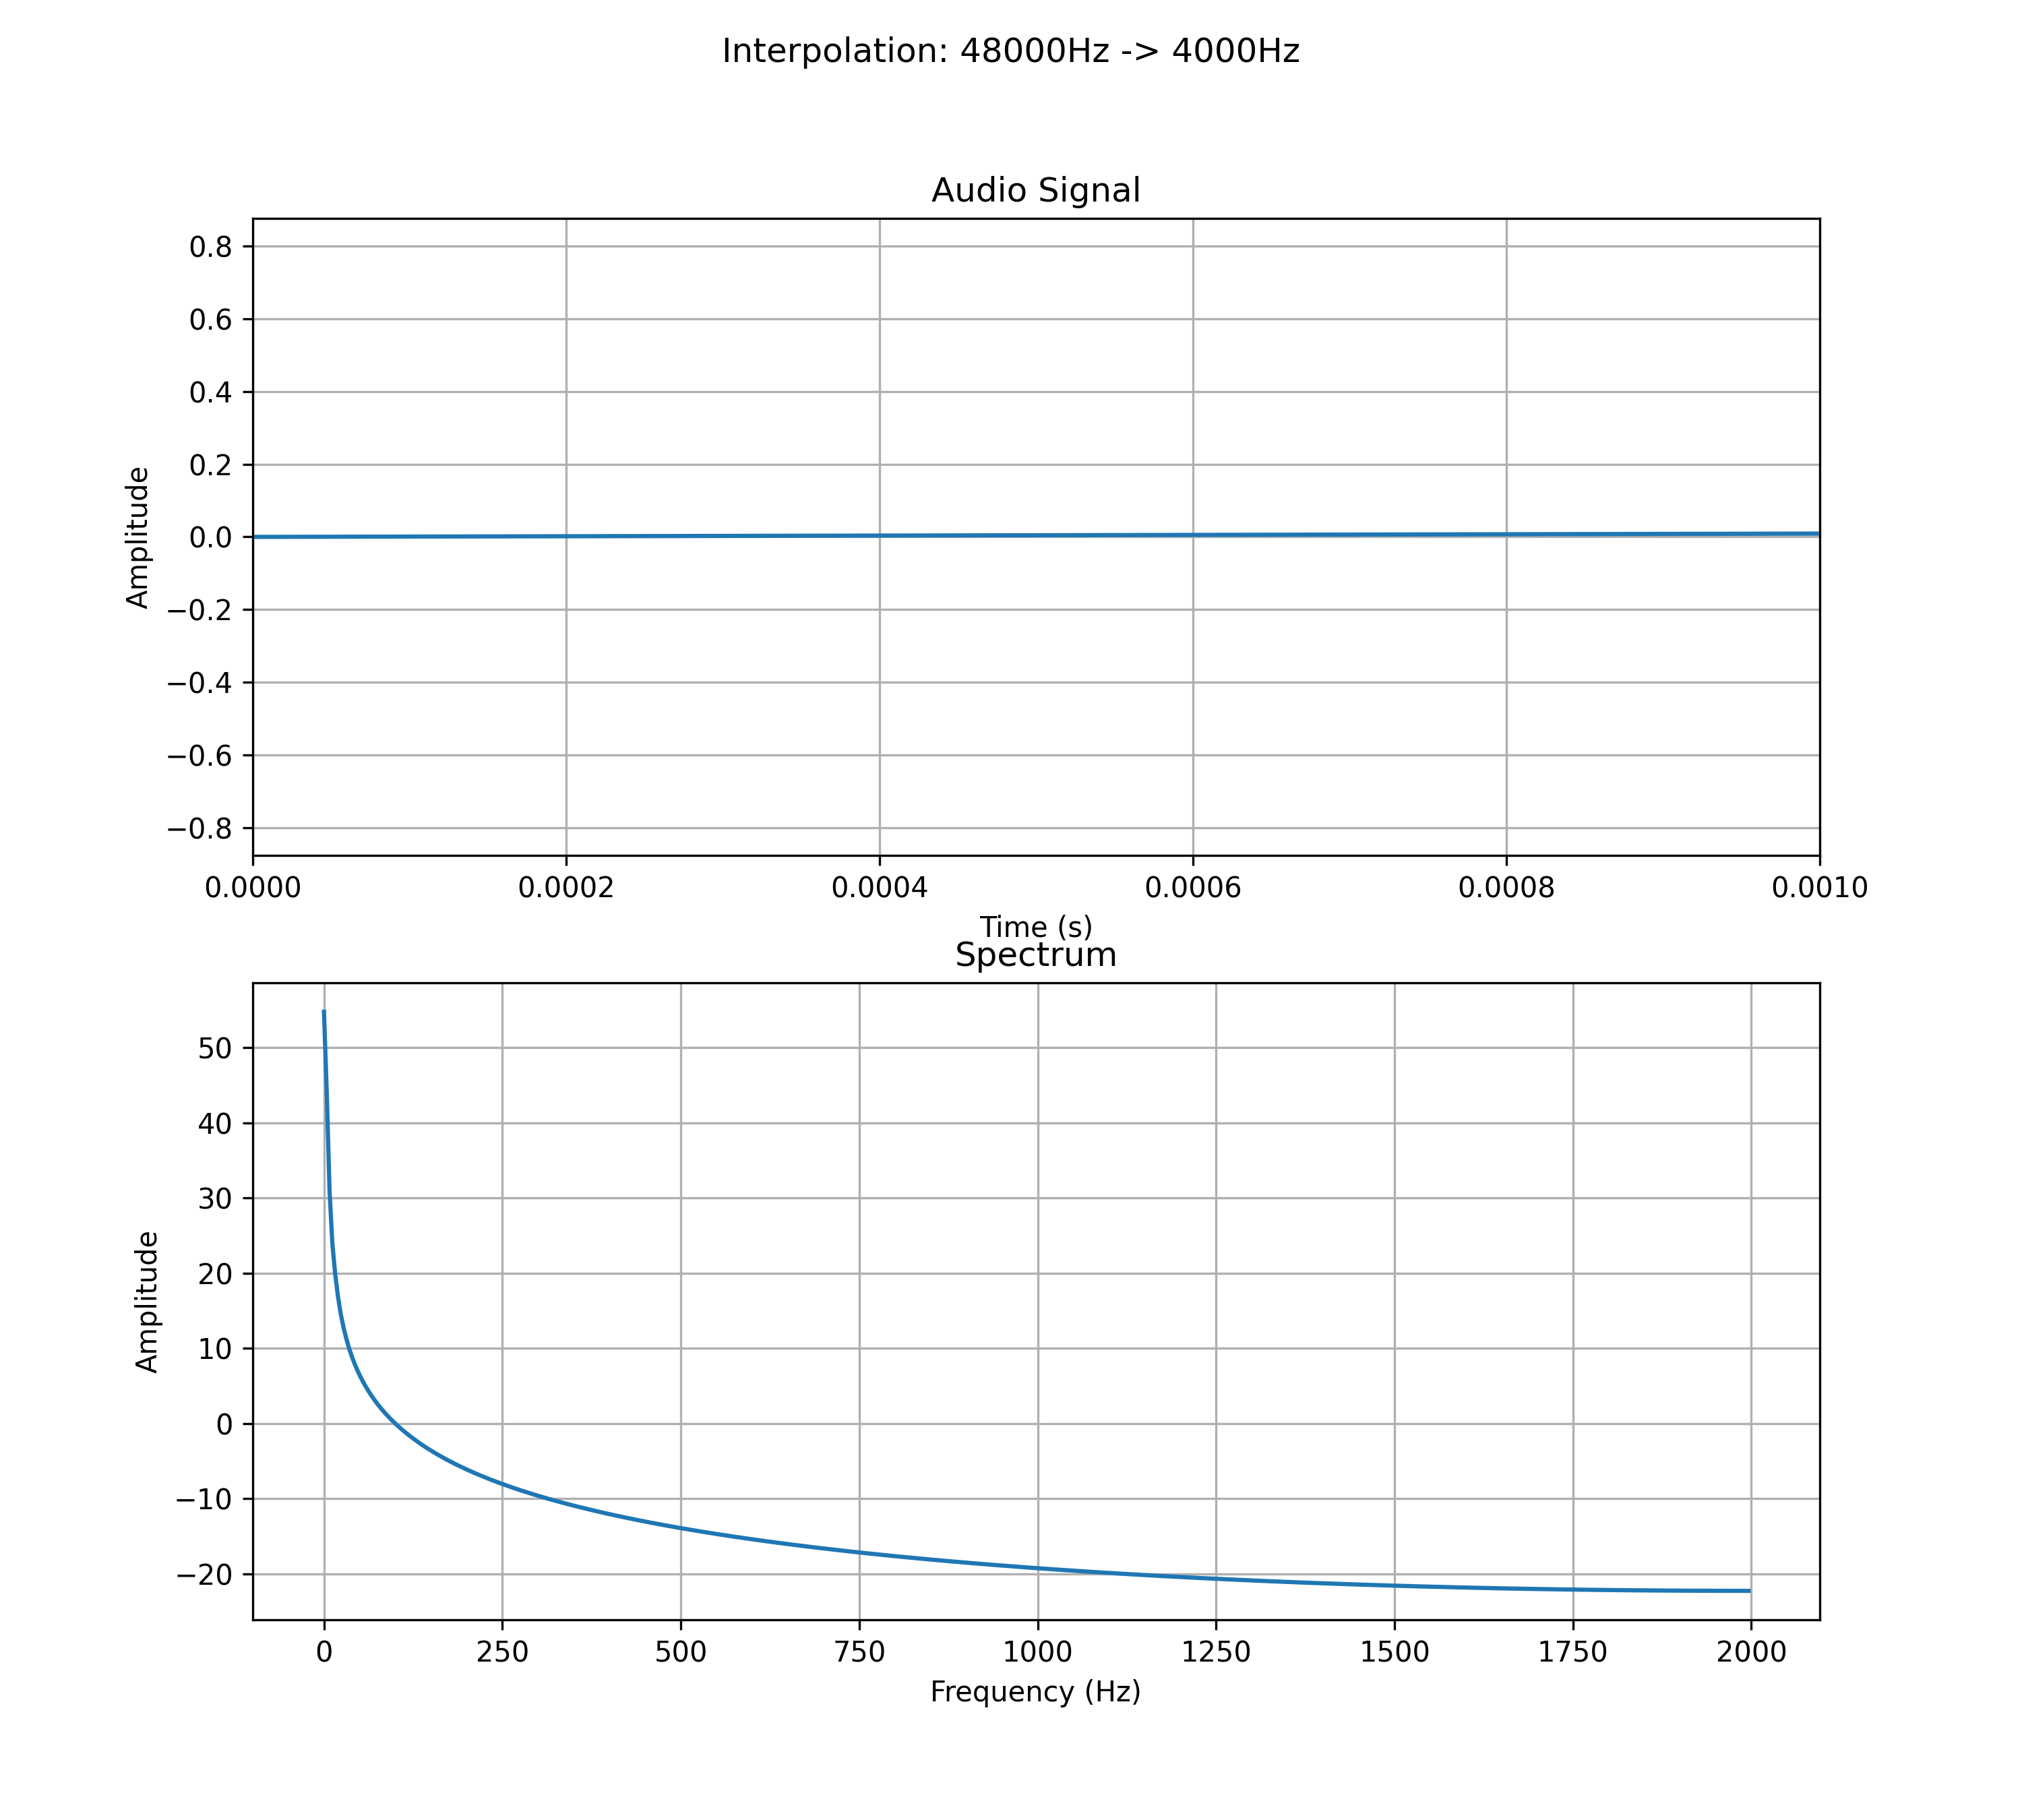 Interpolation: 48000Hz -> 4000Hz
Audio Signal
Amplitude
0.8
0.6
0.4
0.2
0.0
−0.2
−0.4
−0.6
−0.8
0.0000 0.0002 0.0004 0.0006 0.0008 0.0010
Time (s)
Spectrum
Amplitude
50
40
30
20
10
0
−10
−20
0 250 500 750 1000 1250 1500 1750 2000
Frequency (Hz)